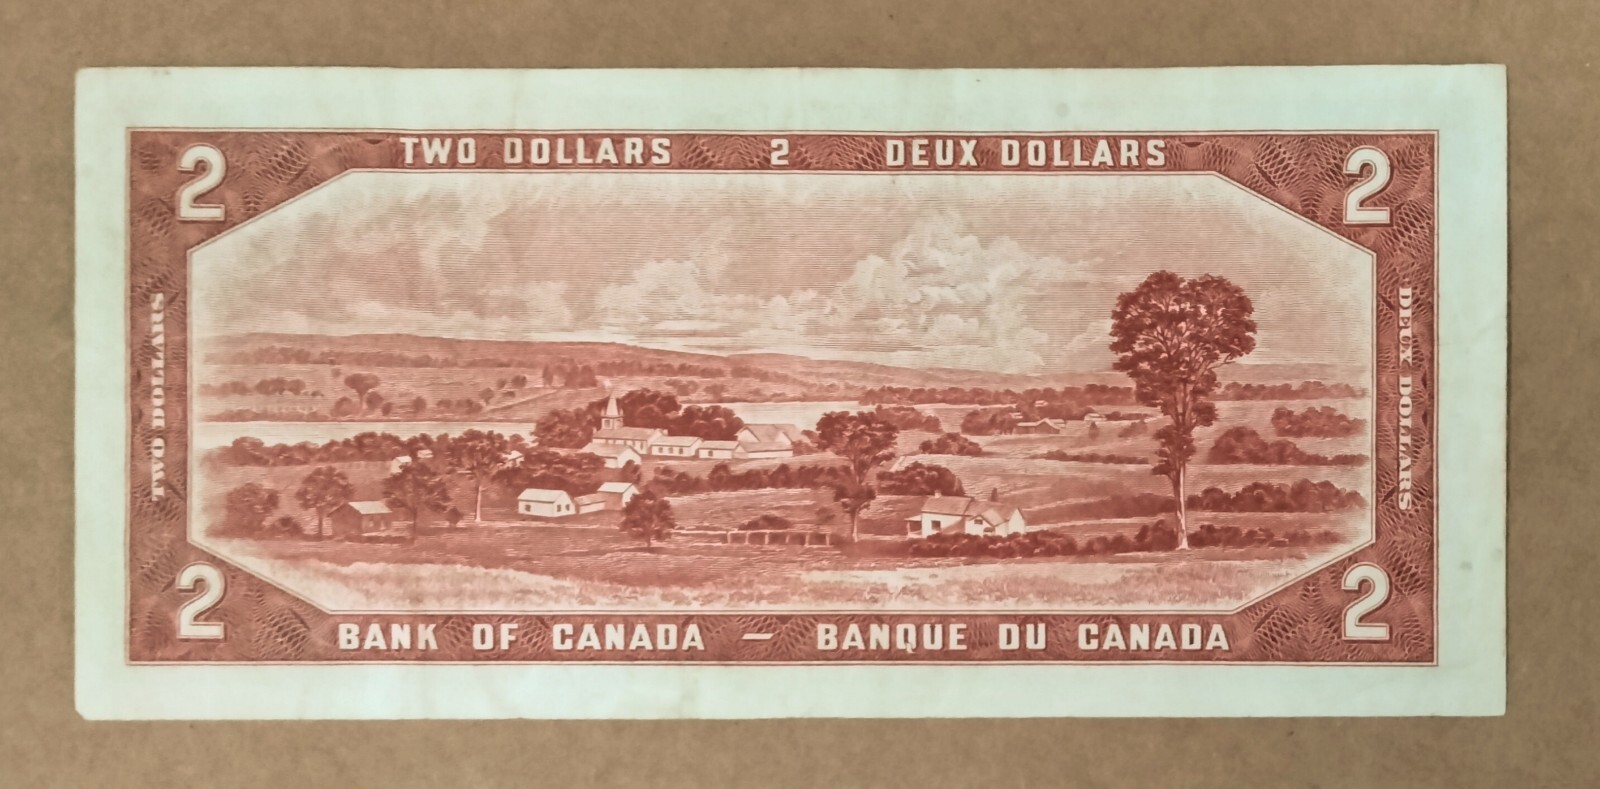 2 TWO DOLLARS 2 DEUX DOLLARS 2
TWO DOLLARS
DEUX DOLLARS
2 BANK OF CANADA — BANQUE DU CANADA 2